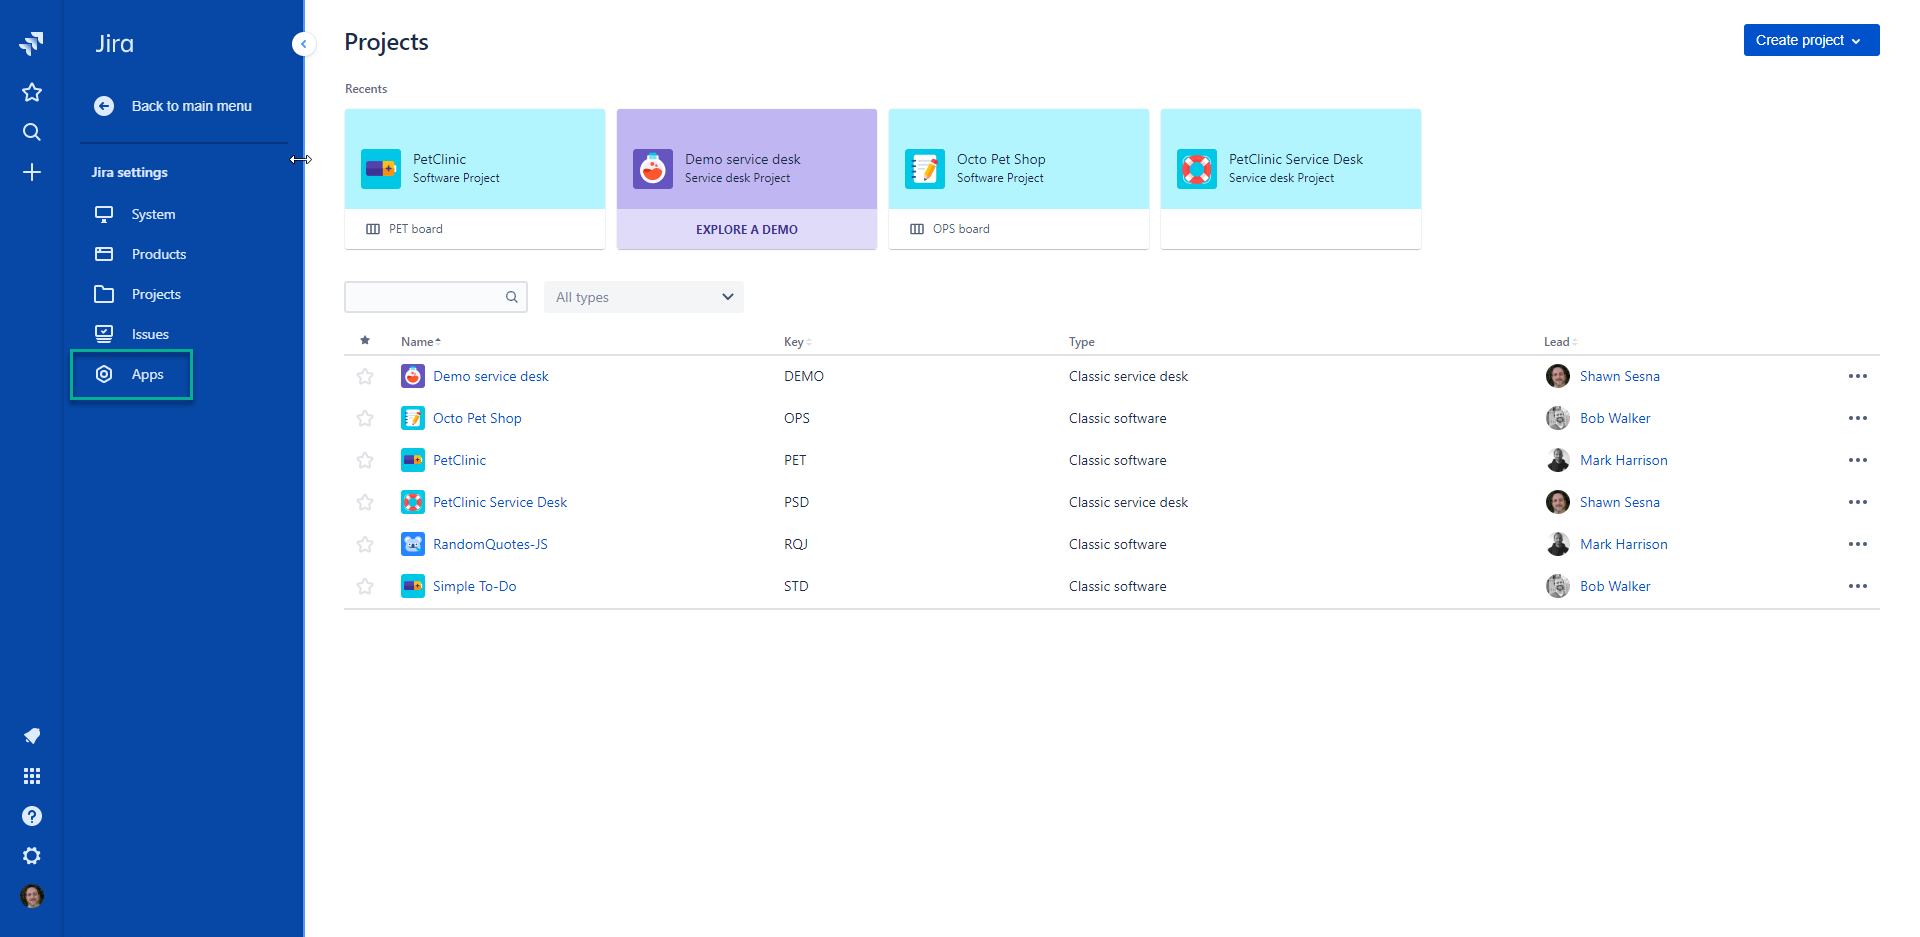 Jira
Back to main menu
Jira settings
System
Products
Projects
Issues
Apps
Projects
Create project
Recents
PetClinic
Software Project
PET board
Demo service desk
Service desk Project
EXPLORE A DEMO
Octo Pet Shop
Software Project
OPS board
PetClinic Service Desk
Service desk Project
All types
Name Key Type Lead
Demo service desk DEMO Classic service desk Shawn Sesna
Octo Pet Shop OPS Classic software Bob Walker
PetClinic PET Classic software Mark Harrison
PetClinic Service Desk PSD Classic service desk Shawn Sesna
RandomQuotes-JS RQJ Classic software Mark Harrison
Simple To-Do STD Classic software Bob Walker